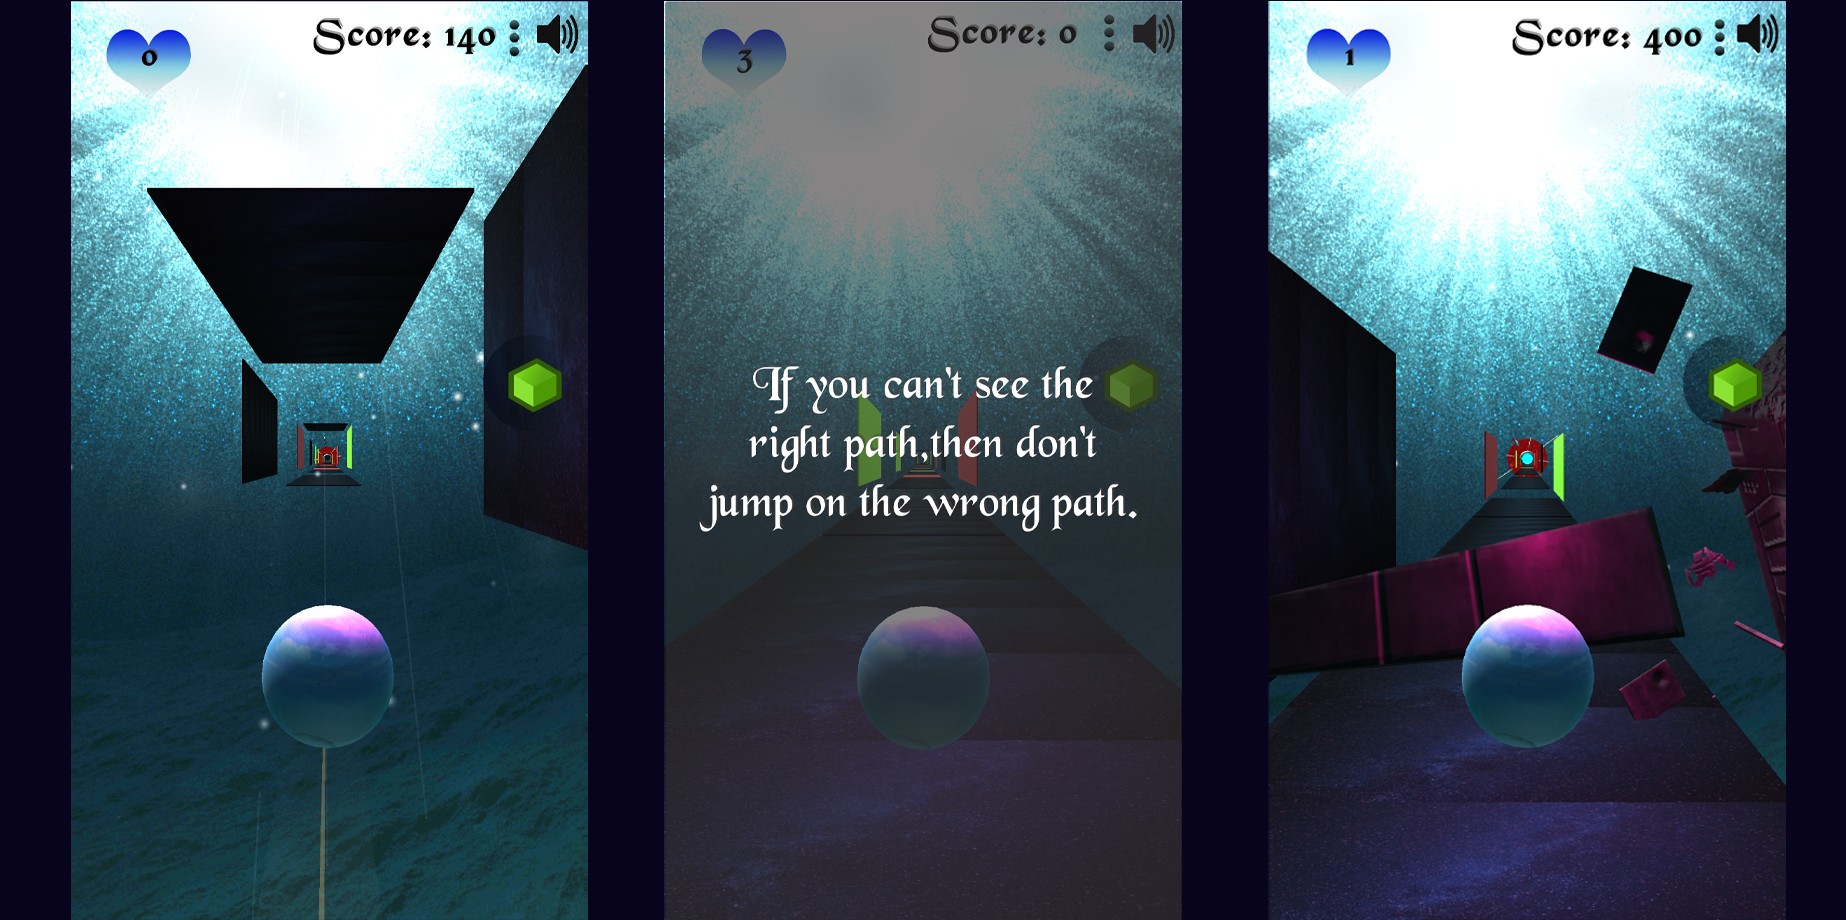 0
Score: 140
3
Score: 0
If you can't see the
right path,then don't
jump on the wrong path.
1
Score: 400